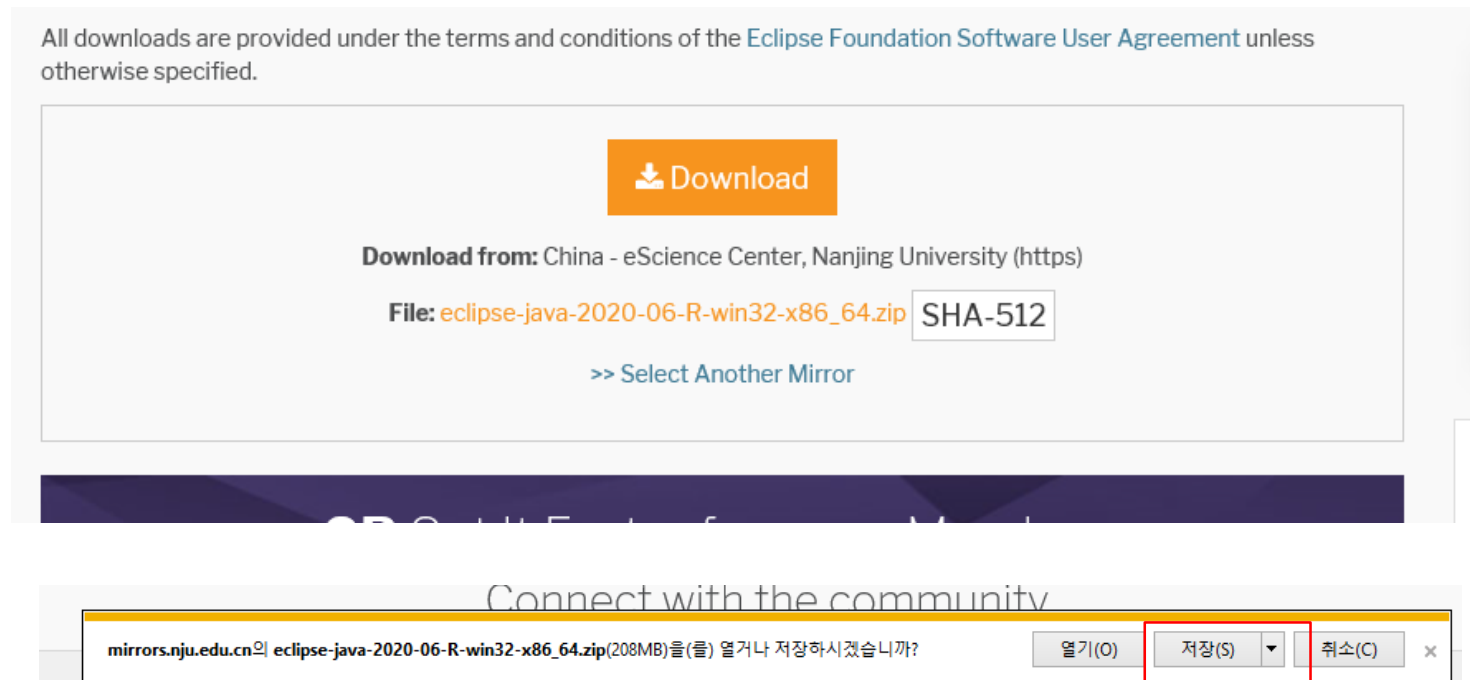 All downloads are provided under the terms and conditions of the Eclipse Foundation Software User Agreement unless
otherwise specified.
Download
Download from: China - eScience Center, Nanjing University (https)
File: eclipse-java-2020-06-R-win32-x86_64.zip SHA-512
>> Select Another Mirror
Connect with the community
mirrors.nju.edu.cn의 eclipse-java-2020-06-R-win32-x86_64.zip(208MB)을(를) 열거나 저장하시겠습니까? 열기(O) 저장(S) 취소(C) ×